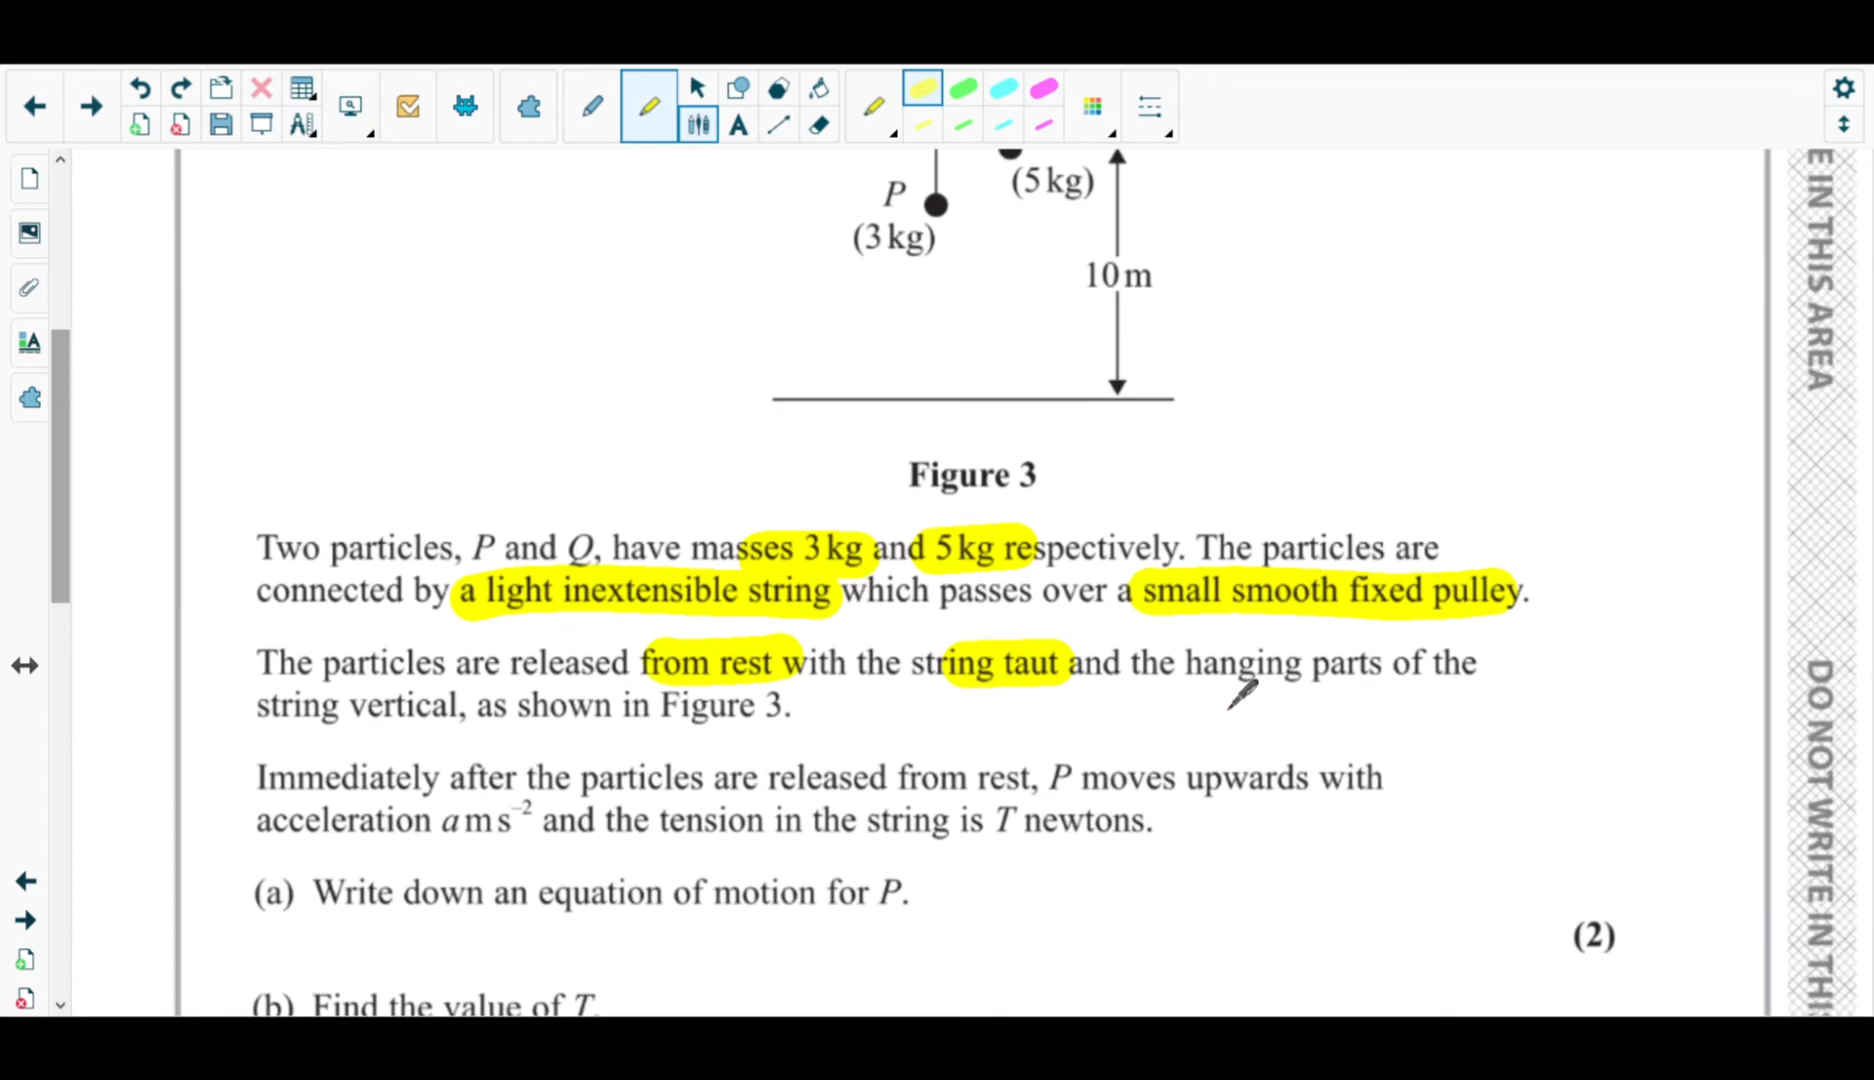 P
(5 kg)
(3 kg)
10 m
Figure 3
Two particles, P and Q, have masses 3 kg and 5 kg respectively. The particles are
connected by a light inextensible string which passes over a small smooth fixed pulley.
The particles are released from rest with the string taut and the hanging parts of the
string vertical, as shown in Figure 3.
Immediately after the particles are released from rest, P moves upwards with
acceleration a m s⁻² and the tension in the string is T newtons.
(a) Write down an equation of motion for P.
(2)
(b) Find the value of T.
E IN THIS AREA
DO NOT WRITE IN THI